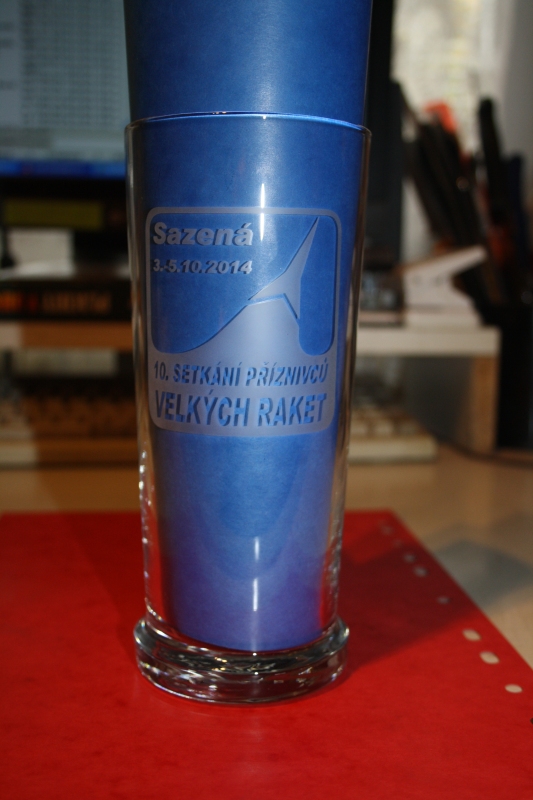 Sazená
3.-5.10.2014
10. SETKÁNÍ PŘÍZNIVCŮ
VELKÝCH RAKET